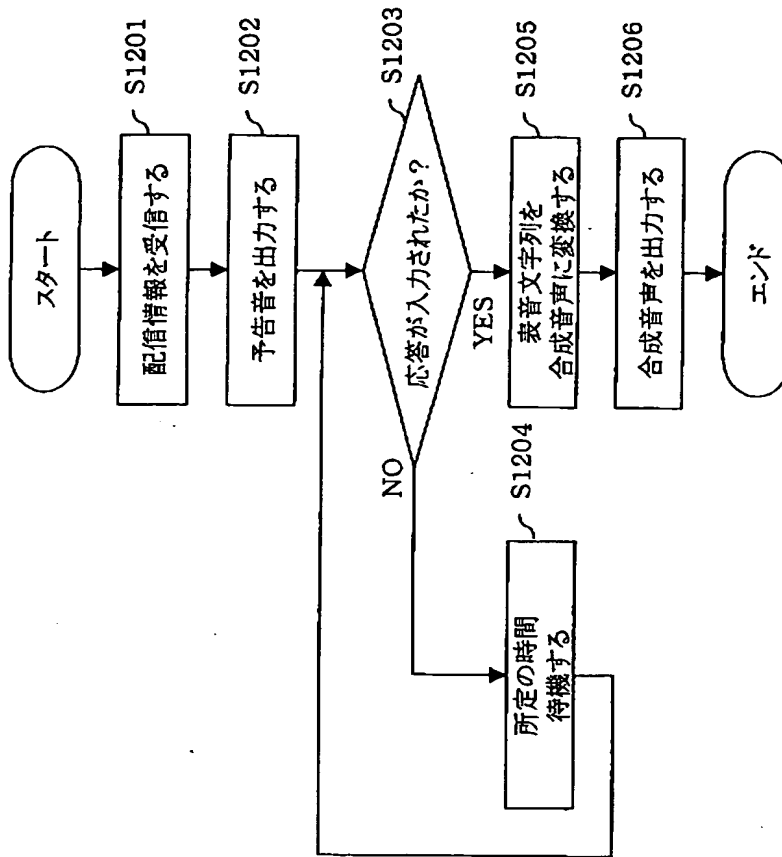 スタート
S1201
配信情報を受信する
S1202
予告音を出力する
S1203
応答が入力されたか？
NO
YES
S1204
所定の時間
待機する
S1205
表音文字列を
合成音声に変換する
S1206
合成音声を出力する
エンド